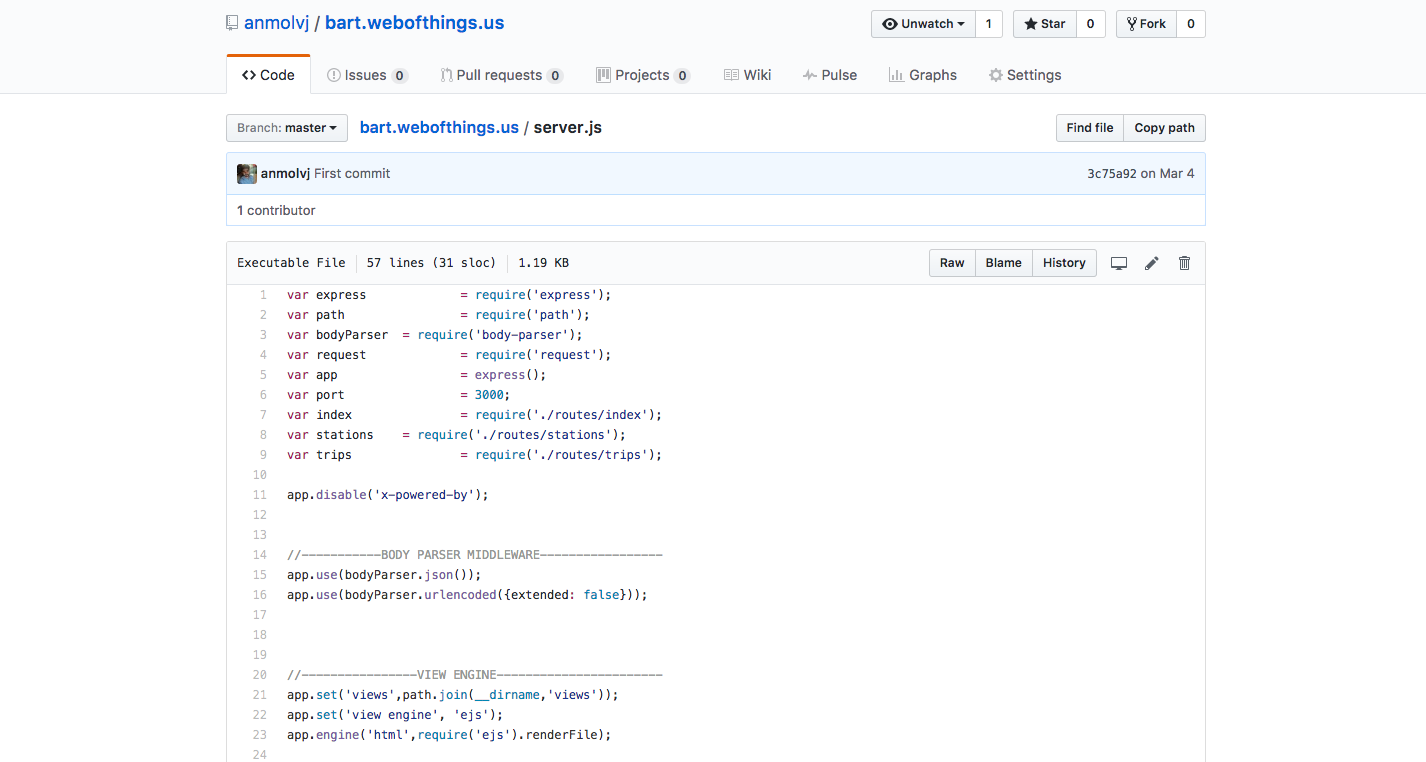 anmolvj / bart.webofthings.us
Unwatch 1 Star 0 Fork 0
Code Issues 0 Pull requests 0 Projects 0 Wiki Pulse Graphs Settings
Branch: master bart.webofthings.us / server.js Find file Copy path
anmolvj First commit 3c75a92 on Mar 4
1 contributor
Executable File 57 lines (31 sloc) 1.19 KB Raw Blame History
1 var express = require('express');
2 var path = require('path');
3 var bodyParser = require('body-parser');
4 var request = require('request');
5 var app = express();
6 var port = 3000;
7 var index = require('./routes/index');
8 var stations = require('./routes/stations');
9 var trips = require('./routes/trips');
10
11 app.disable('x-powered-by');
12
13
14 //-----------BODY PARSER MIDDLEWARE-----------------
15 app.use(bodyParser.json());
16 app.use(bodyParser.urlencoded({extended: false}));
17
18
19
20 //----------------VIEW ENGINE-----------------------
21 app.set('views',path.join(__dirname,'views'));
22 app.set('view engine', 'ejs');
23 app.engine('html',require('ejs').renderFile);
24